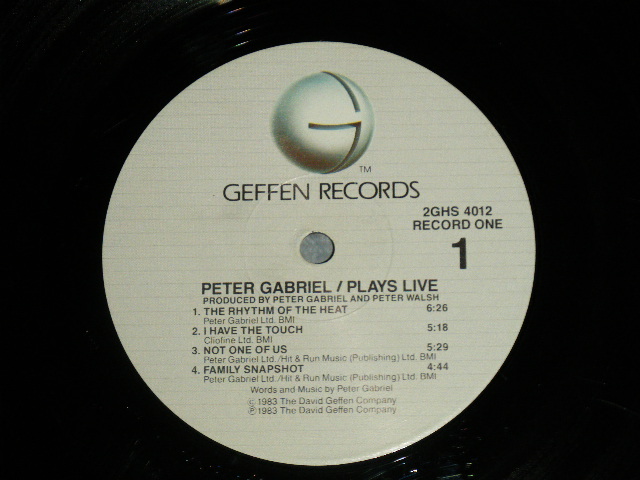 TM
GEFFEN RECORDS
2GHS 4012
RECORD ONE
1
PETER GABRIEL / PLAYS LIVE
PRODUCED BY PETER GABRIEL AND PETER WALSH
1. THE RHYTHM OF THE HEAT 6:26
Peter Gabriel Ltd. BMI
2. I HAVE THE TOUCH 5:18
Cliofine Ltd. BMI
3. NOT ONE OF US 5:29
Peter Gabriel Ltd./Hit & Run Music (Publishing) Ltd. BMI
4. FAMILY SNAPSHOT 4:44
Peter Gabriel Ltd./Hit & Run Music (Publishing) Ltd. BMI
Words and Music by Peter Gabriel
© 1983 The David Geffen Company
℗ 1983 The David Geffen Company